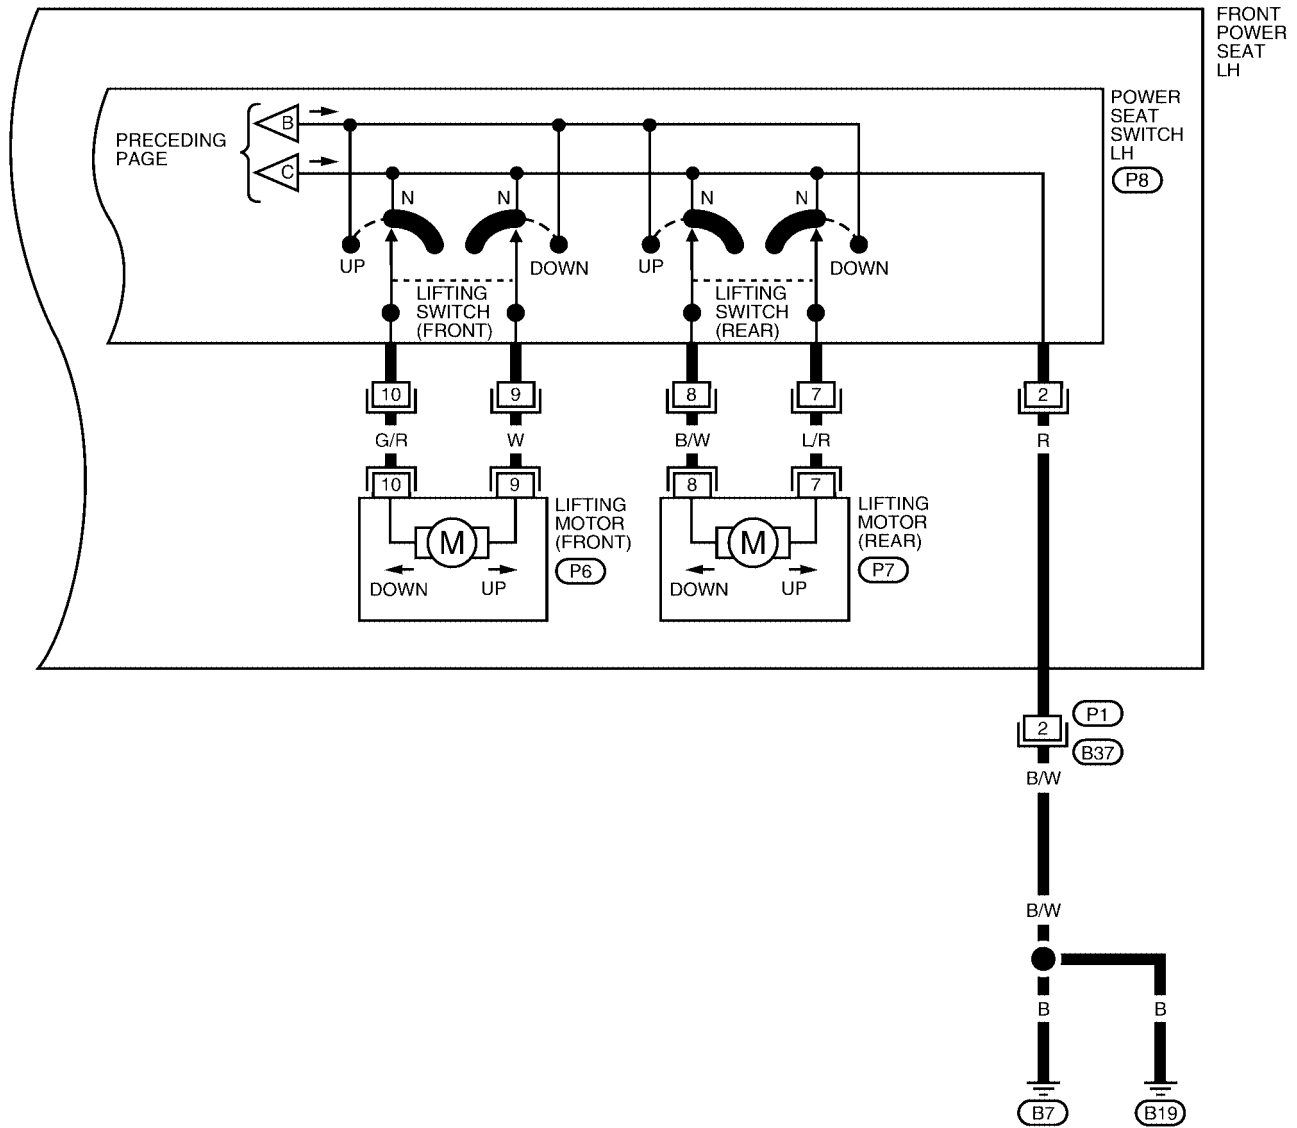 FRONT
POWER
SEAT
LH
POWER
SEAT
SWITCH
LH
P8
PRECEDING
PAGE
B
C
N
N
N
N
UP
DOWN
UP
DOWN
LIFTING
SWITCH
(FRONT)
LIFTING
SWITCH
(REAR)
10
9
8
7
2
G/R
W
B/W
L/R
R
10
9
8
7
LIFTING
MOTOR
(FRONT)
P6
LIFTING
MOTOR
(REAR)
P7
M
M
DOWN
UP
DOWN
UP
2
P1
B37
B/W
B/W
B
B
B7
B19